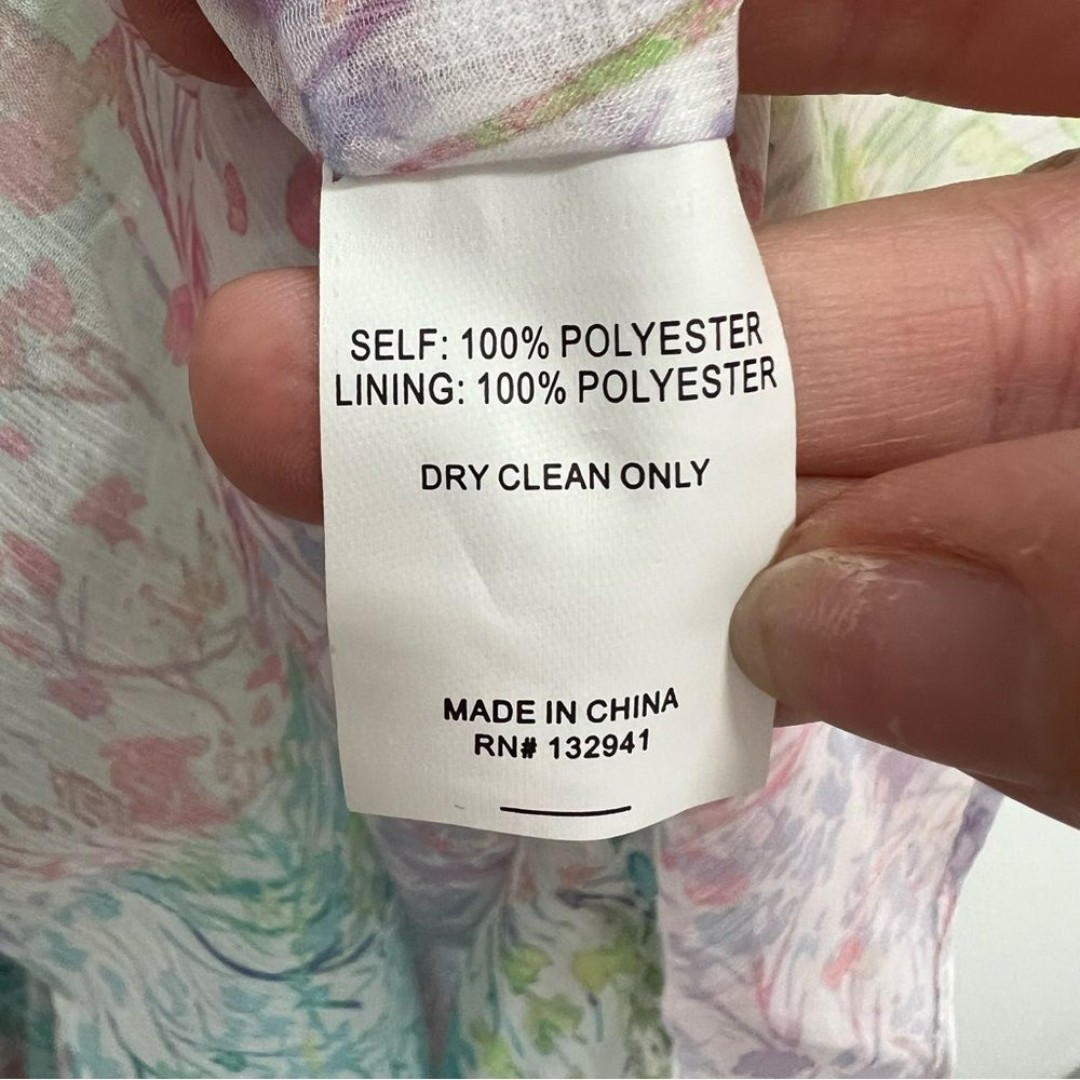 SELF: 100% POLYESTER
LINING: 100% POLYESTER
DRY CLEAN ONLY
MADE IN CHINA
RN# 132941